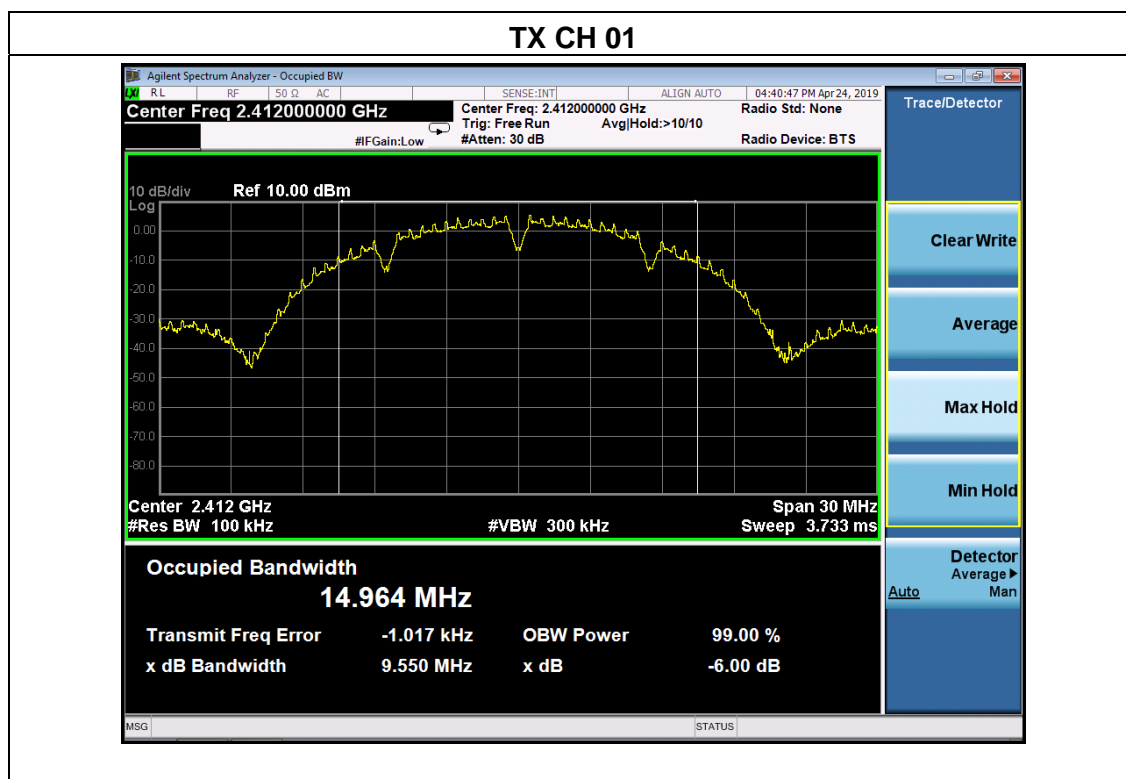 TX CH 01
Agilent Spectrum Analyzer - Occupied BW
LXI RL RF 50 Ω AC SENSE:INT ALIGN AUTO 04:40:47 PM Apr 24, 2019
Center Freq 2.412000000 GHz
Center Freq: 2.412000000 GHz
Radio Std: None
Trig: Free Run Avg|Hold:>10/10
#IFGain:Low
#Atten: 30 dB
Radio Device: BTS
10 dB/div Ref 10.00 dBm
Log
0.00
-10.0
-20.0
-30.0
-40.0
-50.0
-60.0
-70.0
-80.0
Center 2.412 GHz Span 30 MHz
#Res BW 100 kHz #VBW 300 kHz Sweep 3.733 ms
Occupied Bandwidth
14.964 MHz
Transmit Freq Error -1.017 kHz OBW Power 99.00 %
x dB Bandwidth 9.550 MHz x dB -6.00 dB
MSG STATUS
Trace/Detector
Clear Write
Average
Max Hold
Min Hold
Detector
Average
Auto Man